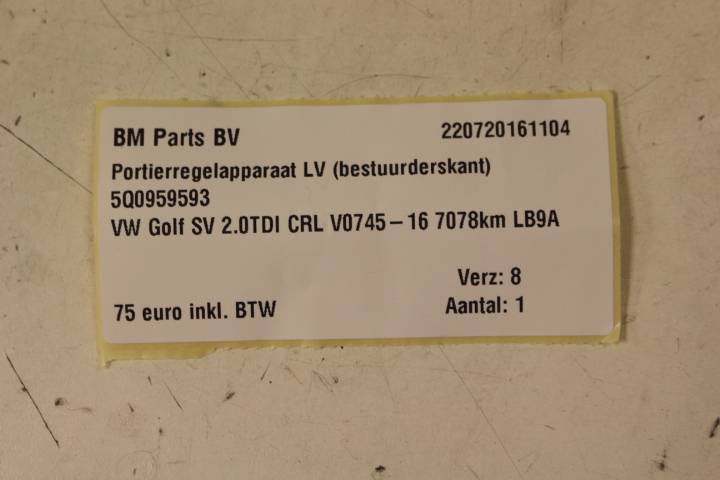 BM Parts BV 220720161104
Portierregelapparaat LV (bestuurderskant)
5Q0959593
VW Golf SV 2.0TDI CRL V0745-16 7078km LB9A
Verz: 8
75 euro inkl. BTW Aantal: 1